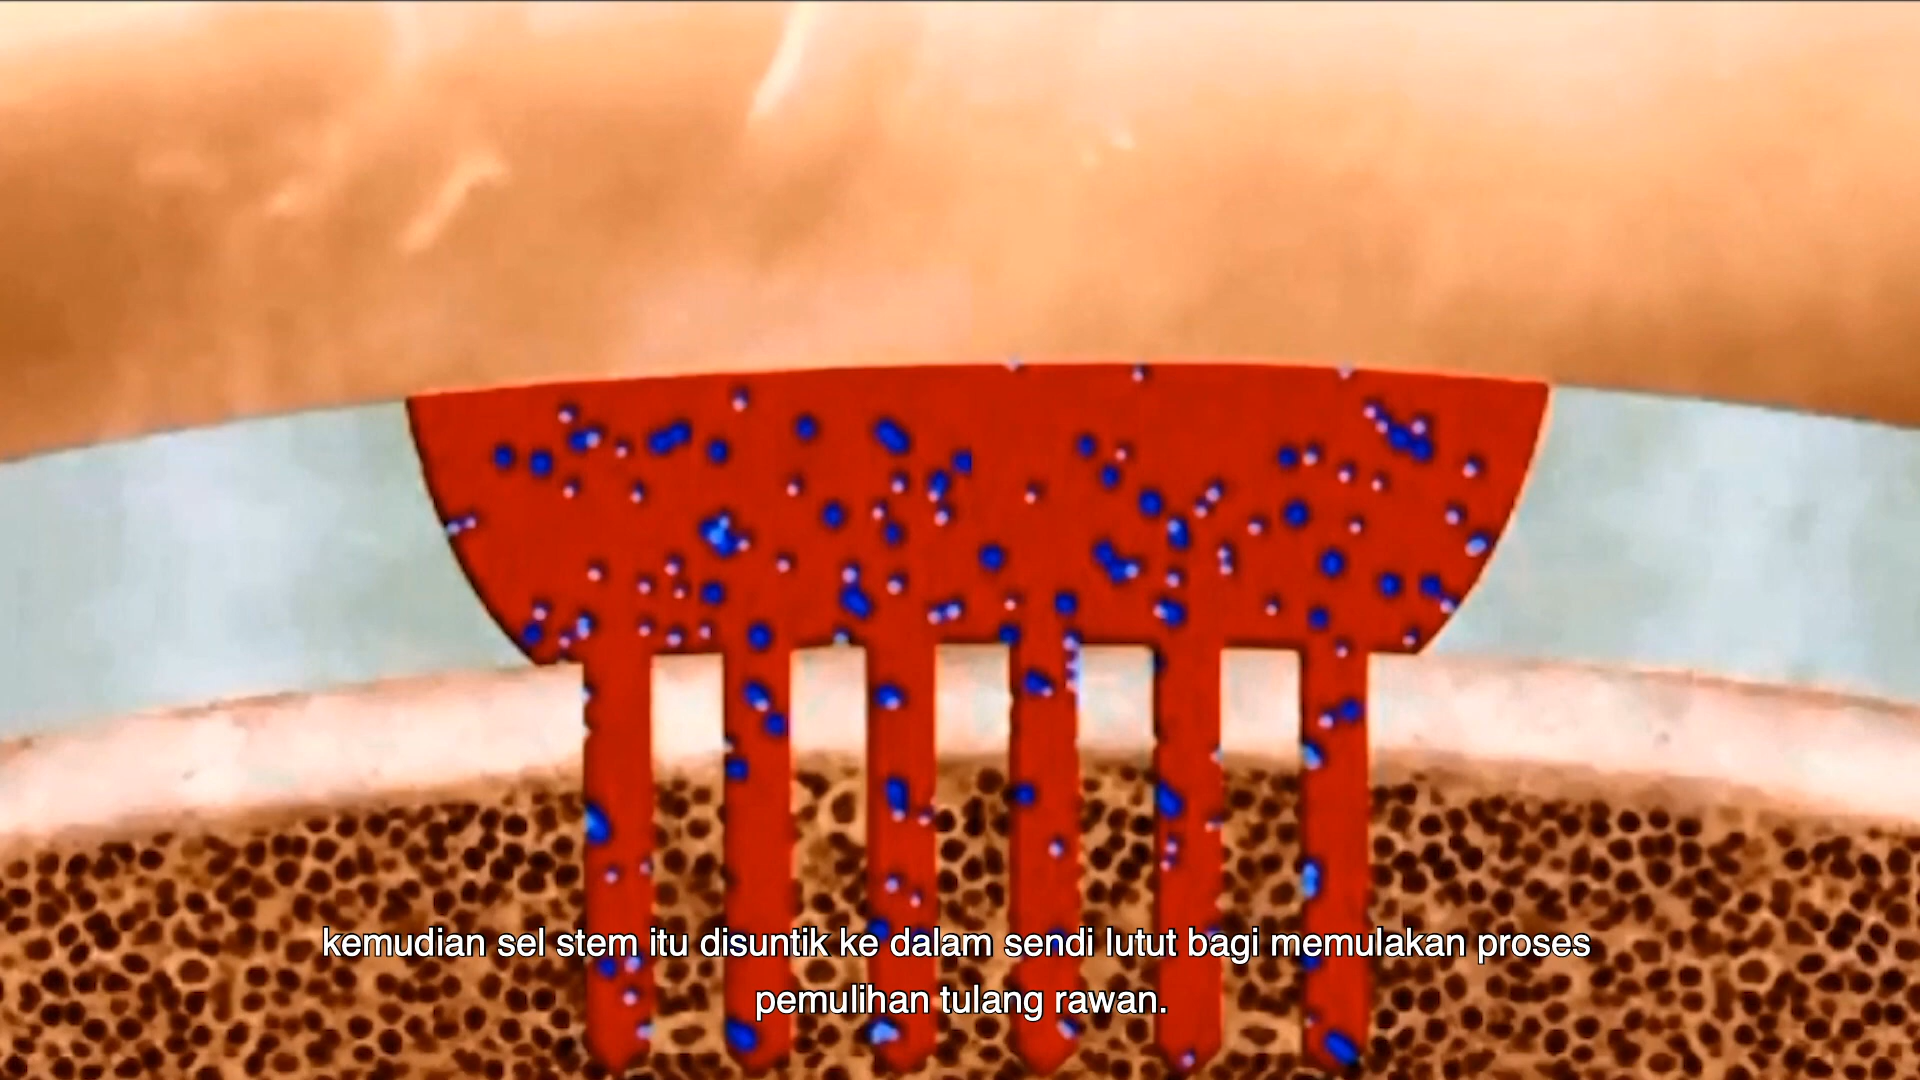 kemudian sel stem itu disuntik ke dalam sendi lutut bagi memulakan proses
pemulihan tulang rawan.